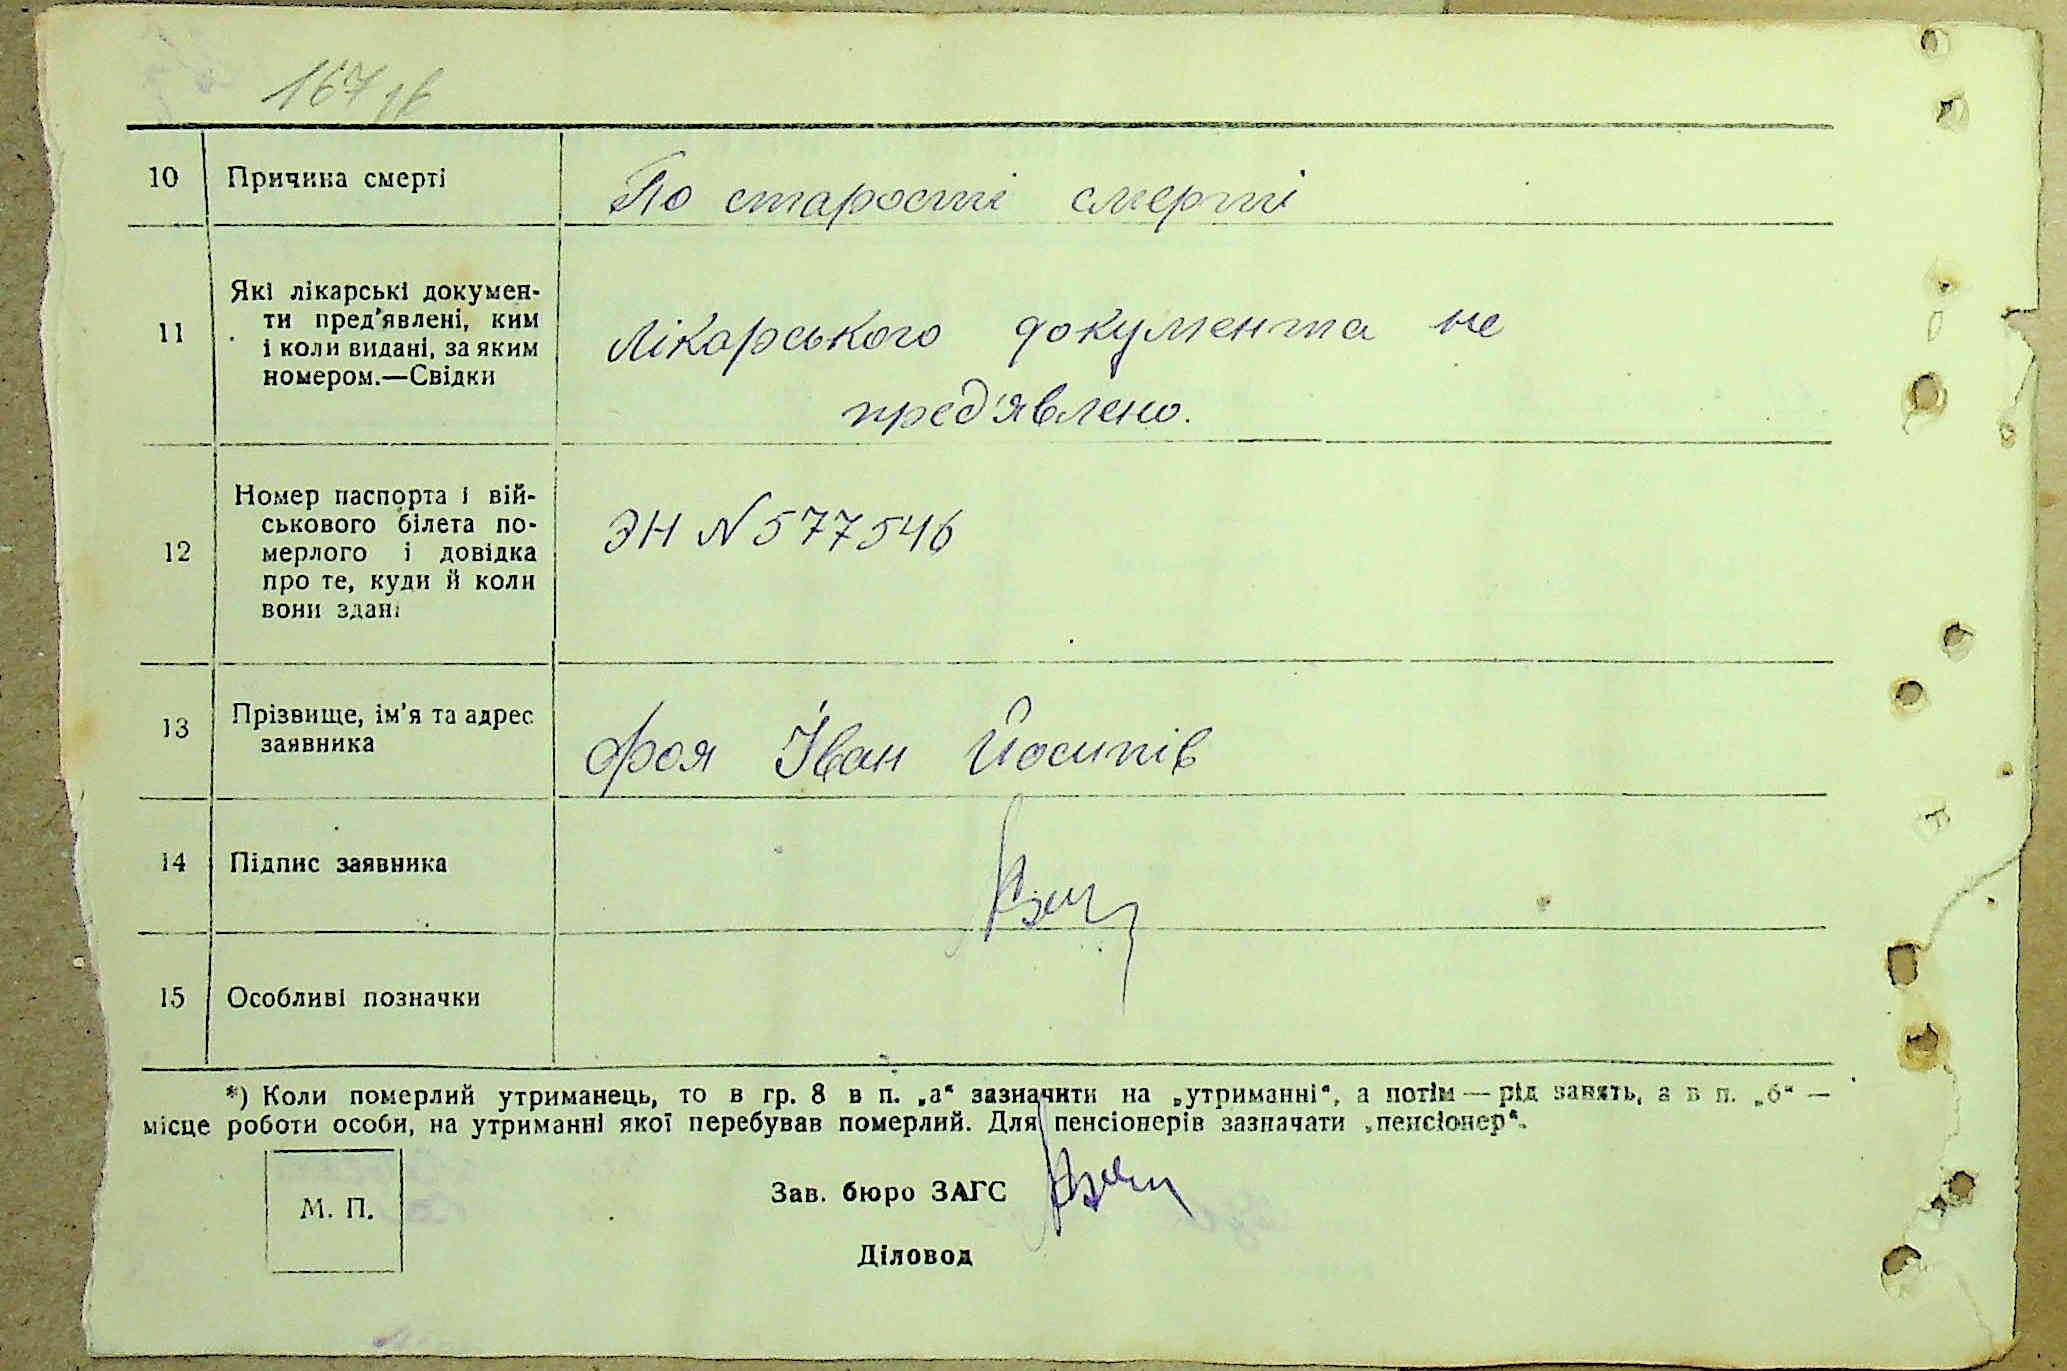 167 зв
10 Причина смерті По старості смерті
11 Які лікарські докумен-
ти пред'явлені, ким
і коли видані, за яким
номером.—Свідки
Лікарського документа не
пред'явлено.
12 Номер паспорта і вій-
ськового білета по-
мерлого і довідка
про те, куди й коли
вони здані
ЭН N 577546
13 Прізвище, ім'я та адрес
заявника
Фоя Іван Йосипів
14 Підпис заявника
15 Особливі позначки
*) Коли померлий утриманець, то в гр. 8 в п. „а“ зазначити на „утриманні“, а потім — рід занять, а в п. „б“ —
місце роботи особи, на утриманні якої перебував померлий. Для пенсіонерів зазначати „пенсіонер“.
М. П.
Зав. бюро ЗАГС
Діловод